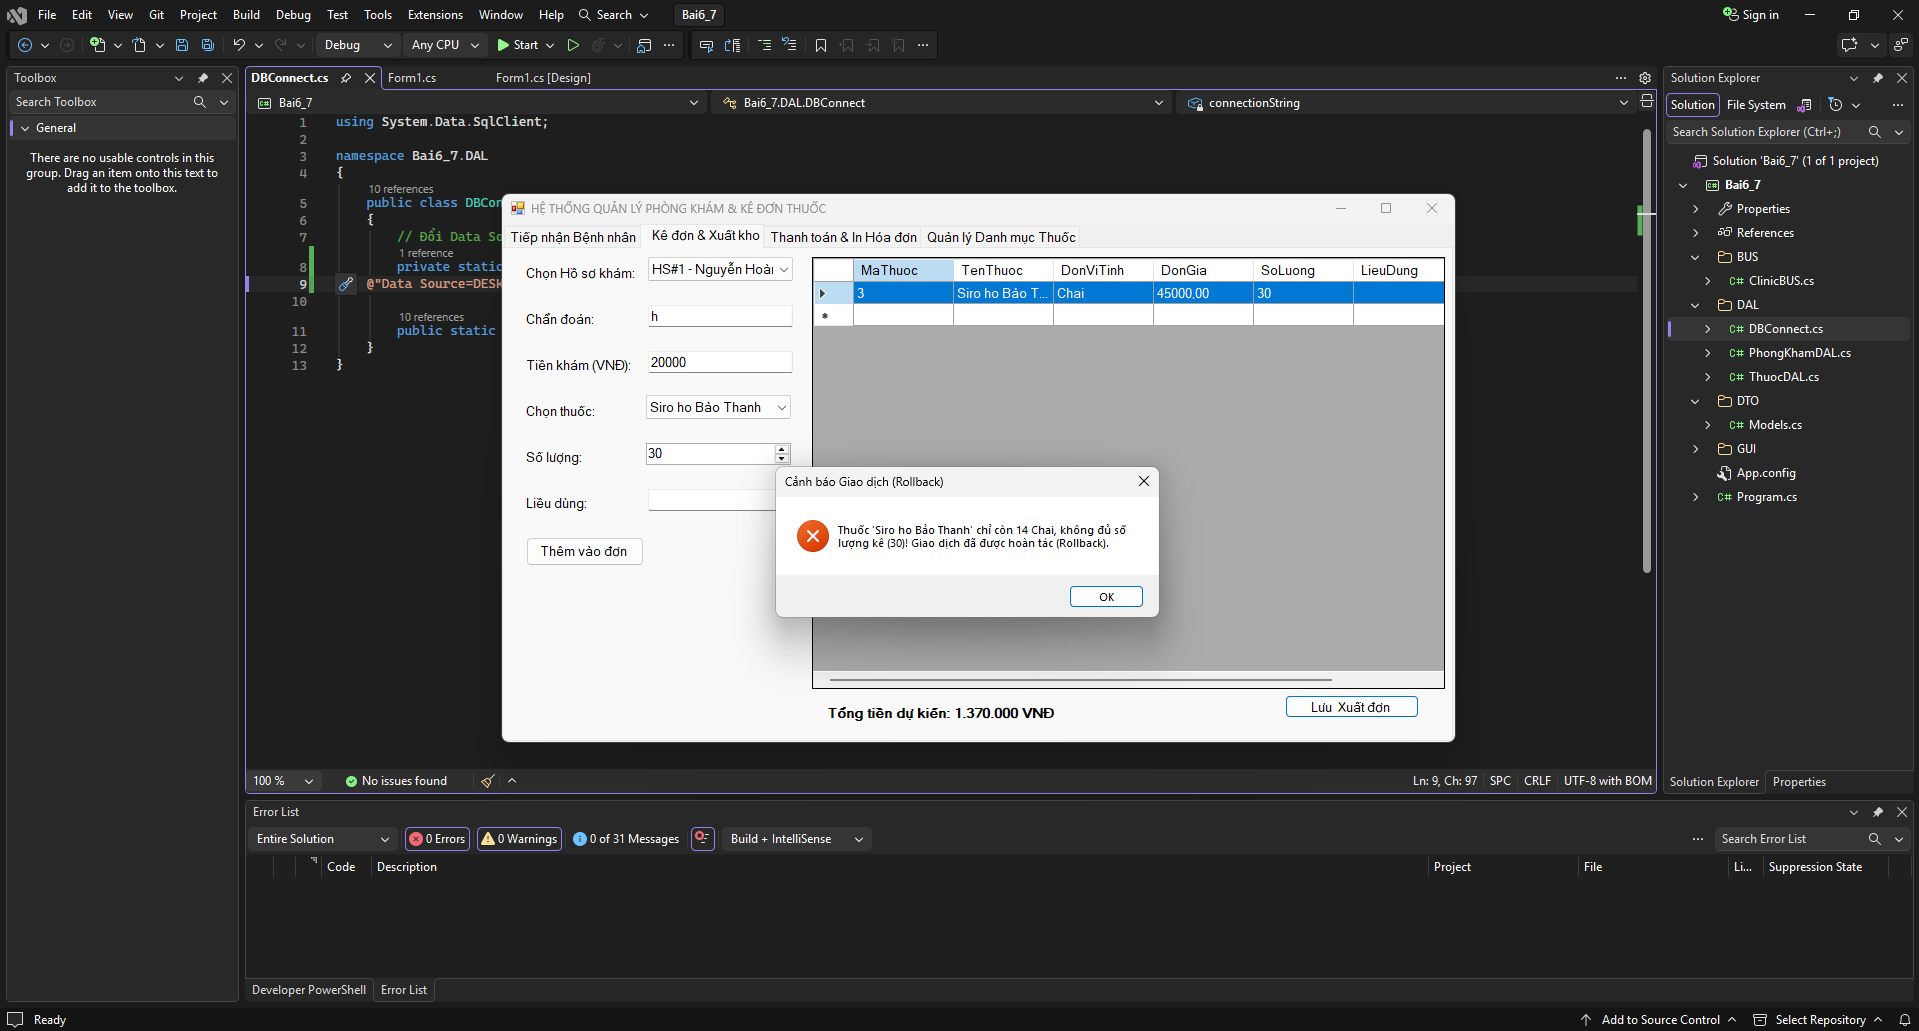 File Edit View Git Project Build Debug Test Tools Extensions Window Help Search Bai6_7 Sign in
Debug Any CPU Start
Toolbox
Search Toolbox
General
There are no usable controls in this
group. Drag an item onto this text to
add it to the toolbox.
DBConnect.cs Form1.cs Form1.cs [Design]
Bai6_7 Bai6_7.DAL.DBConnect connectionString
1 using System.Data.SqlClient;
2
3 namespace Bai6_7.DAL
4 {
10 references
5 public class DBCon
6 {
7 // Đổi Data So
1 reference
8 private static
9 @"Data Source=DESK
10
10 references
11 public static
12 }
13 }
HỆ THỐNG QUẢN LÝ PHÒNG KHÁM & KÊ ĐƠN THUỐC
Tiếp nhận Bệnh nhân Kê đơn & Xuất kho Thanh toán & In Hóa đơn Quản lý Danh mục Thuốc
Chọn Hồ sơ khám: HS#1 - Nguyễn Hoàn
Chẩn đoán: h
Tiền khám (VNĐ): 20000
Chọn thuốc: Siro ho Bảo Thanh
Số lượng: 30
Liều dùng:
Thêm vào đơn
MaThuoc TenThuoc DonViTinh DonGia SoLuong LieuDung
3 Siro ho Bảo T... Chai 45000,00 30
Cảnh báo Giao dịch (Rollback)
Thuốc 'Siro ho Bảo Thanh' chỉ còn 14 Chai, không đủ số
lượng kê (30)! Giao dịch đã được hoàn tác (Rollback).
OK
Tổng tiền dự kiến: 1.370.000 VNĐ
Lưu Xuất đơn
100 % No issues found Ln: 9, Ch: 97 SPC CRLF UTF-8 with BOM
Solution Explorer
Solution File System
Search Solution Explorer (Ctrl+;)
Solution 'Bai6_7' (1 of 1 project)
Bai6_7
Properties
References
BUS
C# ClinicBUS.cs
DAL
C# DBConnect.cs
C# PhongKhamDAL.cs
C# ThuocDAL.cs
DTO
C# Models.cs
GUI
App.config
C# Program.cs
Solution Explorer Properties
Error List
Entire Solution 0 Errors 0 Warnings 0 of 31 Messages Build + IntelliSense Search Error List
Code Description Project File Li... Suppression State
Developer PowerShell Error List
Ready Add to Source Control Select Repository